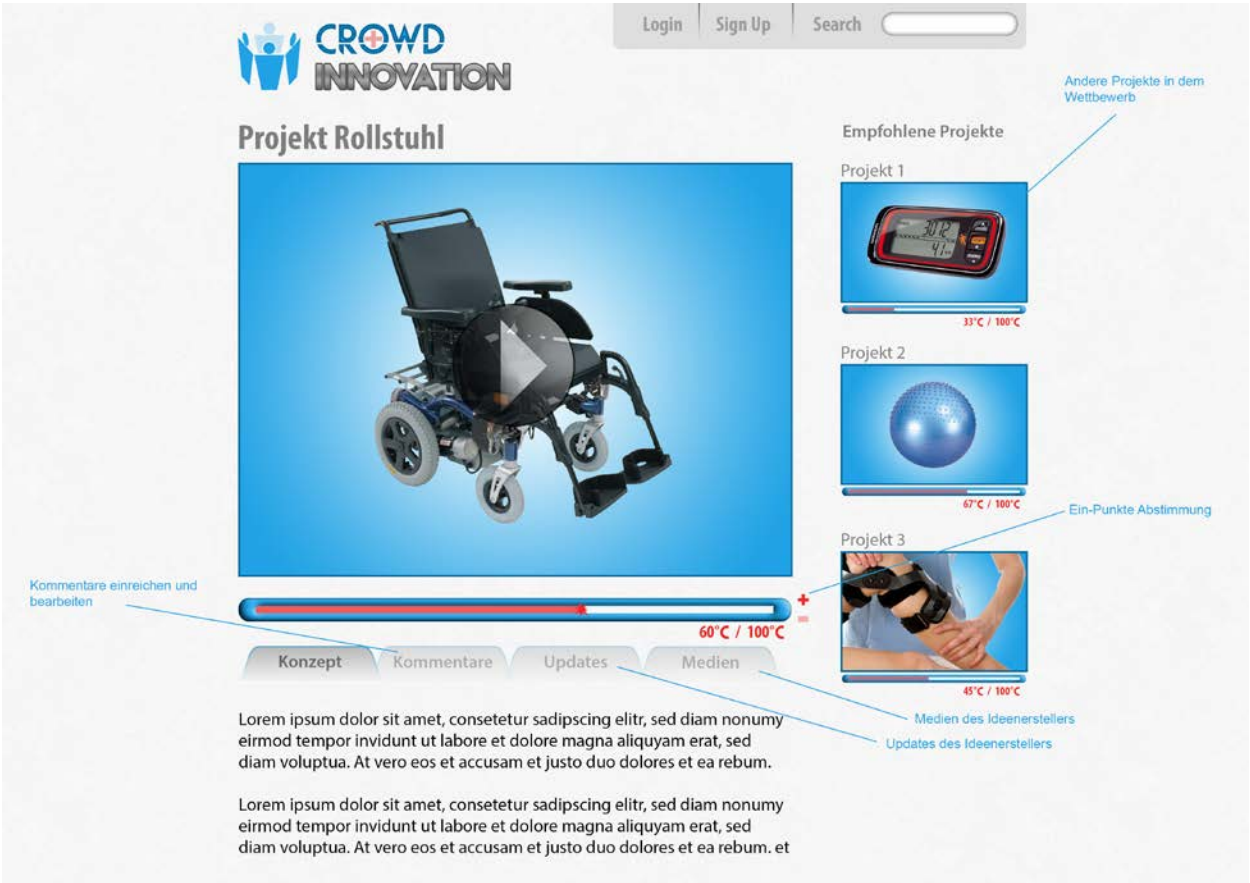 CROWD
INNOVATION
Login
Sign Up
Search
Andere Projekte in dem
Wettbewerb
Projekt Rollstuhl
Empfohlene Projekte
Projekt 1
3012
41
33°C / 100°C
Projekt 2
67°C / 100°C
Ein-Punkte Abstimmung
Projekt 3
Kommentare einreichen und
bearbeiten
+
=
60°C / 100°C
Konzept
Kommentare
Updates
Medien
45°C / 100°C
Medien des Ideenerstellers
Updates des Ideenerstellers
Lorem ipsum dolor sit amet, consetetur sadipscing elitr, sed diam nonumy
eirmod tempor invidunt ut labore et dolore magna aliquyam erat, sed
diam voluptua. At vero eos et accusam et justo duo dolores et ea rebum.
Lorem ipsum dolor sit amet, consetetur sadipscing elitr, sed diam nonumy
eirmod tempor invidunt ut labore et dolore magna aliquyam erat, sed
diam voluptua. At vero eos et accusam et justo duo dolores et ea rebum. et